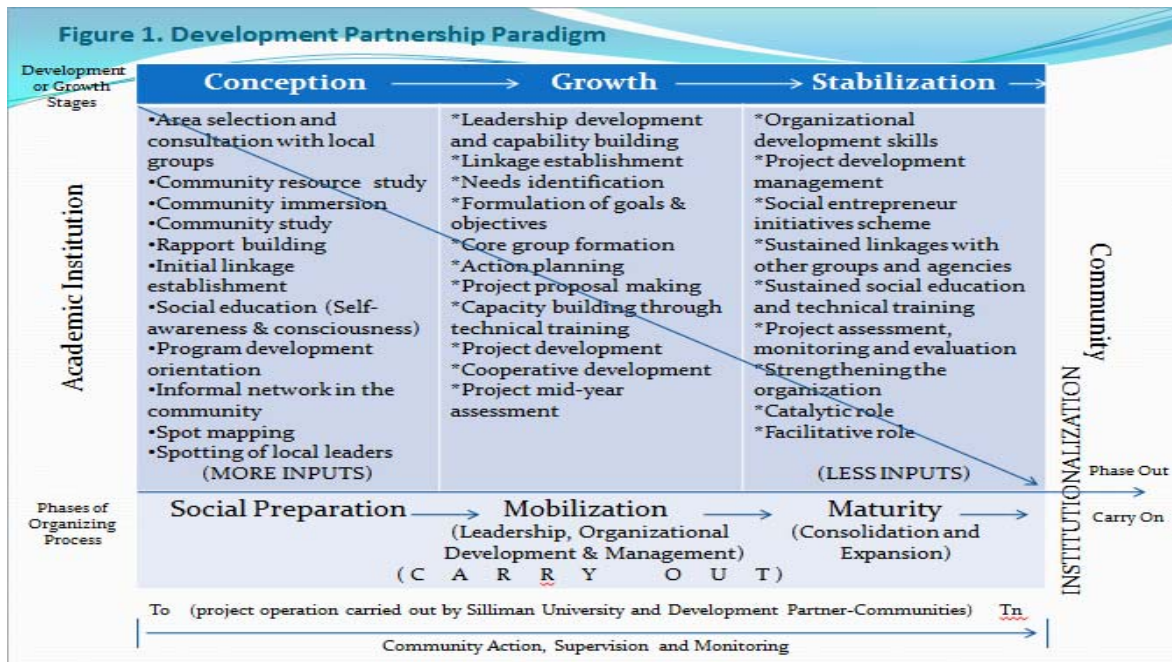 Figure 1. Development Partnership Paradigm
Development
or Growth
Stages
Conception
Growth
Stabilization
Academic Institution
•Area selection and
consultation with local
groups
•Community resource study
•Community immersion
•Community study
•Rapport building
•Initial linkage
establishment
•Social education (Self-
awareness & consciousness)
•Program development
orientation
•Informal network in the
community
•Spot mapping
•Spotting of local leaders
(MORE INPUTS)
*Leadership development
and capability building
*Linkage establishment
*Needs identification
*Formulation of goals &
objectives
*Core group formation
*Action planning
*Project proposal making
*Capacity building through
technical training
*Project development
*Cooperative development
*Project mid-year
assessment
*Organizational
development skills
*Project development
management
*Social entrepreneur
initiatives scheme
*Sustained linkages with
other groups and agencies
*Sustained social education
and technical training
*Project assessment,
monitoring and evaluation
*Strengthening the
organization
*Catalytic role
*Facilitative role
(LESS INPUTS)
Community
INSTITUTIONALIZATION
Phase Out
Carry On
Phases of
Organizing
Process
Social Preparation
Mobilization
(Leadership, Organizational
Development & Management)
Maturity
(Consolidation and
Expansion)
(C A R R Y O U T)
To (project operation carried out by Silliman University and Development Partner-Communities) Tn
Community Action, Supervision and Monitoring